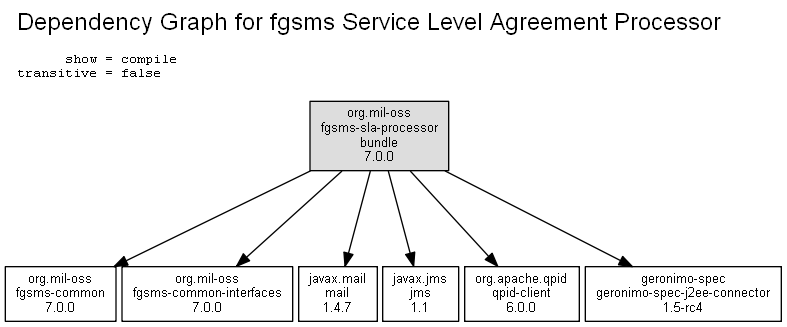 Dependency Graph for fgsms Service Level Agreement Processor
show = compile
transitive = false
org.mil-oss
fgsms-sla-processor
bundle
7.0.0
org.mil-oss
fgsms-common
7.0.0
org.mil-oss
fgsms-common-interfaces
7.0.0
javax.mail
mail
1.4.7
javax.jms
jms
1.1
org.apache.qpid
qpid-client
6.0.0
geronimo-spec
geronimo-spec-j2ee-connector
1.5-rc4